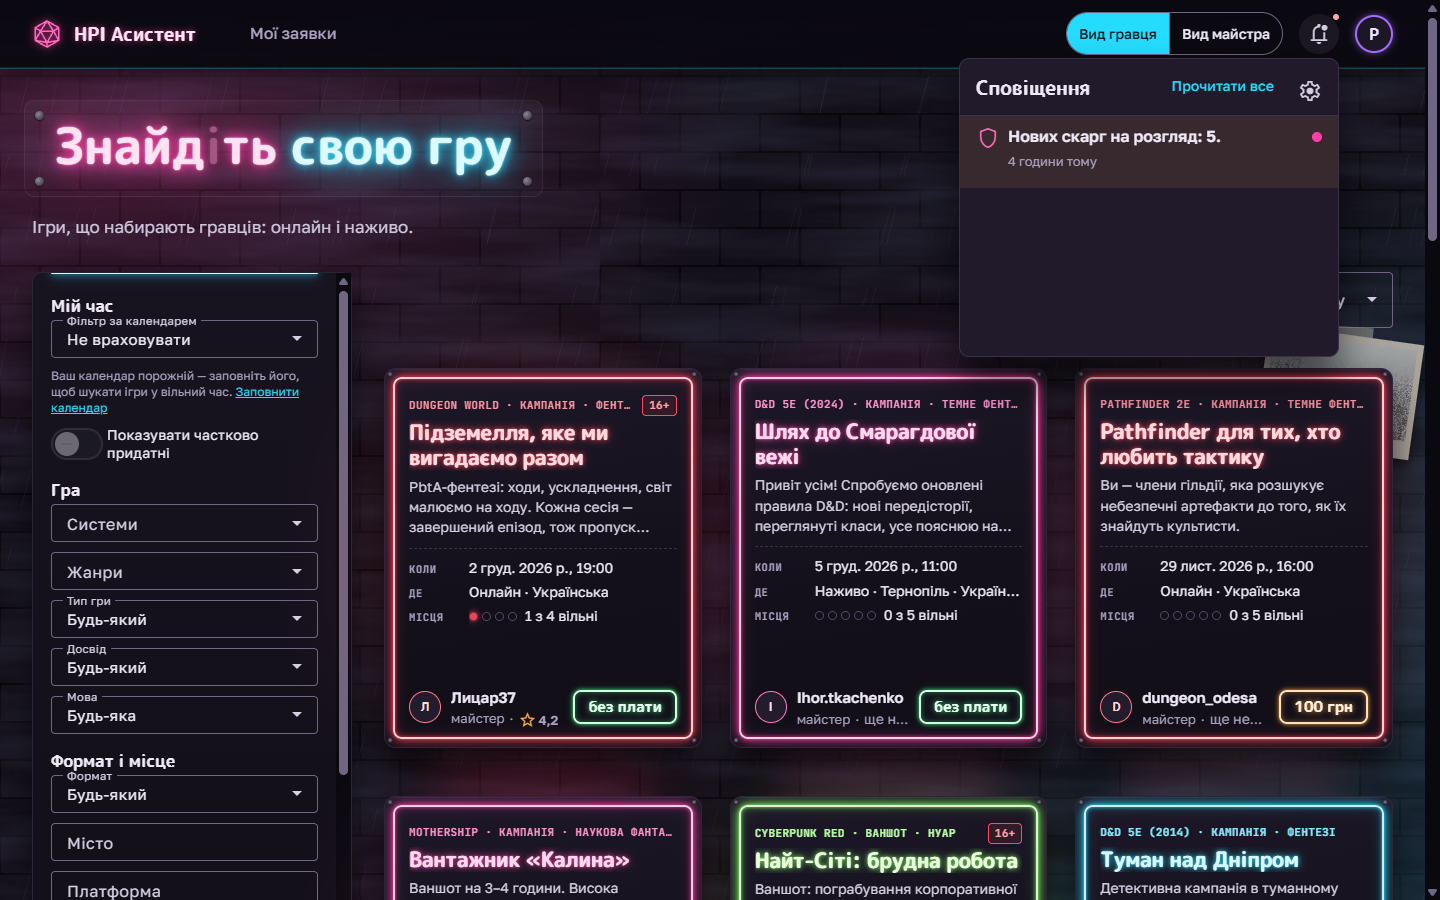 НРІ Асистент
Мої заявки
Вид гравця
Вид майстра
P
Сповіщення
Прочитати все
Нових скарг на розгляд: 5.
4 години тому
Знайдіть свою гру
Ігри, що набирають гравців: онлайн і наживо.
Мій час
Фільтр за календарем
Не враховувати
Ваш календар порожній — заповніть його,
щоб шукати ігри у вільний час. Заповнити
календар
Показувати частково
придатні
Гра
Системи
Жанри
Тип гри
Будь-який
Досвід
Будь-який
Мова
Будь-яка
Формат і місце
Формат
Будь-який
Місто
Платформа
у
DUNGEON WORLD · КАМПАНІЯ · ФЕНТ…
16+
Підземелля, яке ми
вигадаємо разом
PbtA-фентезі: ходи, ускладнення, світ
малюємо на ходу. Кожна сесія —
завершений епізод, тож пропуск…
КОЛИ 2 груд. 2026 р., 19:00
ДЕ Онлайн · Українська
МІСЦЯ 1 з 4 вільні
Л
Лицар37
майстер · 4,2
без плати
D&D 5E (2024) · КАМПАНІЯ · ТЕМНЕ ФЕНТ…
Шлях до Смарагдової
вежі
Привіт усім! Спробуємо оновлені
правила D&D: нові передісторії,
переглянуті класи, усе поясню на…
КОЛИ 5 груд. 2026 р., 11:00
ДЕ Наживо · Тернопіль · Україн…
МІСЦЯ 0 з 5 вільні
I
Ihor.tkachenko
майстер · ще н…
без плати
PATHFINDER 2E · КАМПАНІЯ · ТЕМНЕ ФЕНТ…
Pathfinder для тих, хто
любить тактику
Ви — члени гільдії, яка розшукує
небезпечні артефакти до того, як їх
знайдуть культисти.
КОЛИ 29 лист. 2026 р., 16:00
ДЕ Онлайн · Українська
МІСЦЯ 0 з 5 вільні
D
dungeon_odesa
майстер · ще не…
100 грн
MOTHERSHIP · КАМПАНІЯ · НАУКОВА ФАНТА…
Вантажник «Калина»
Ваншот на 3–4 години. Висока
CYBERPUNK RED · ВАНШОТ · НУАР
16+
Найт-Сіті: брудна робота
Ваншот: пограбування корпоративної
D&D 5E (2014) · КАМПАНІЯ · ФЕНТЕЗІ
Туман над Дніпром
Детективна кампанія в туманному